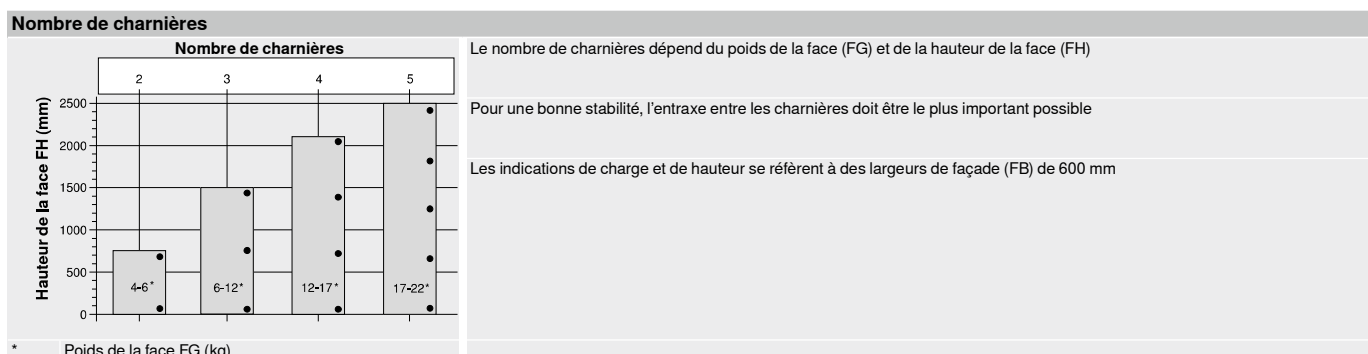 Nombre de charnières
Nombre de charnières
2 3 4 5
Hauteur de la face FH (mm)
2500
2000
1500
1000
500
0
4-6* 6-12* 12-17* 17-22*
* Poids de la face FG (kg)
Le nombre de charnières dépend du poids de la face (FG) et de la hauteur de la face (FH)
Pour une bonne stabilité, l'entraxe entre les charnières doit être le plus important possible
Les indications de charge et de hauteur se réfèrent à des largeurs de façade (FB) de 600 mm